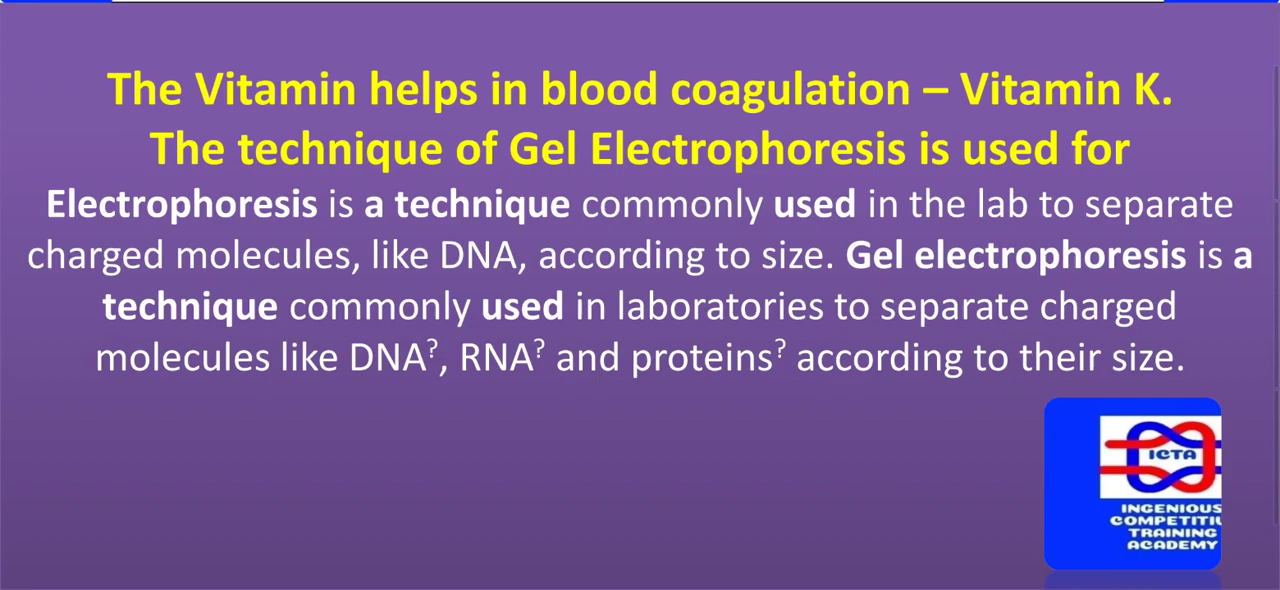 The Vitamin helps in blood coagulation – Vitamin K.
The technique of Gel Electrophoresis is used for
Electrophoresis is a technique commonly used in the lab to separate
charged molecules, like DNA, according to size. Gel electrophoresis is a
technique commonly used in laboratories to separate charged
molecules like DNA?, RNA? and proteins? according to their size.
ICTA
INGENIOUS
COMPETITI
TRAINING
ACADEMY